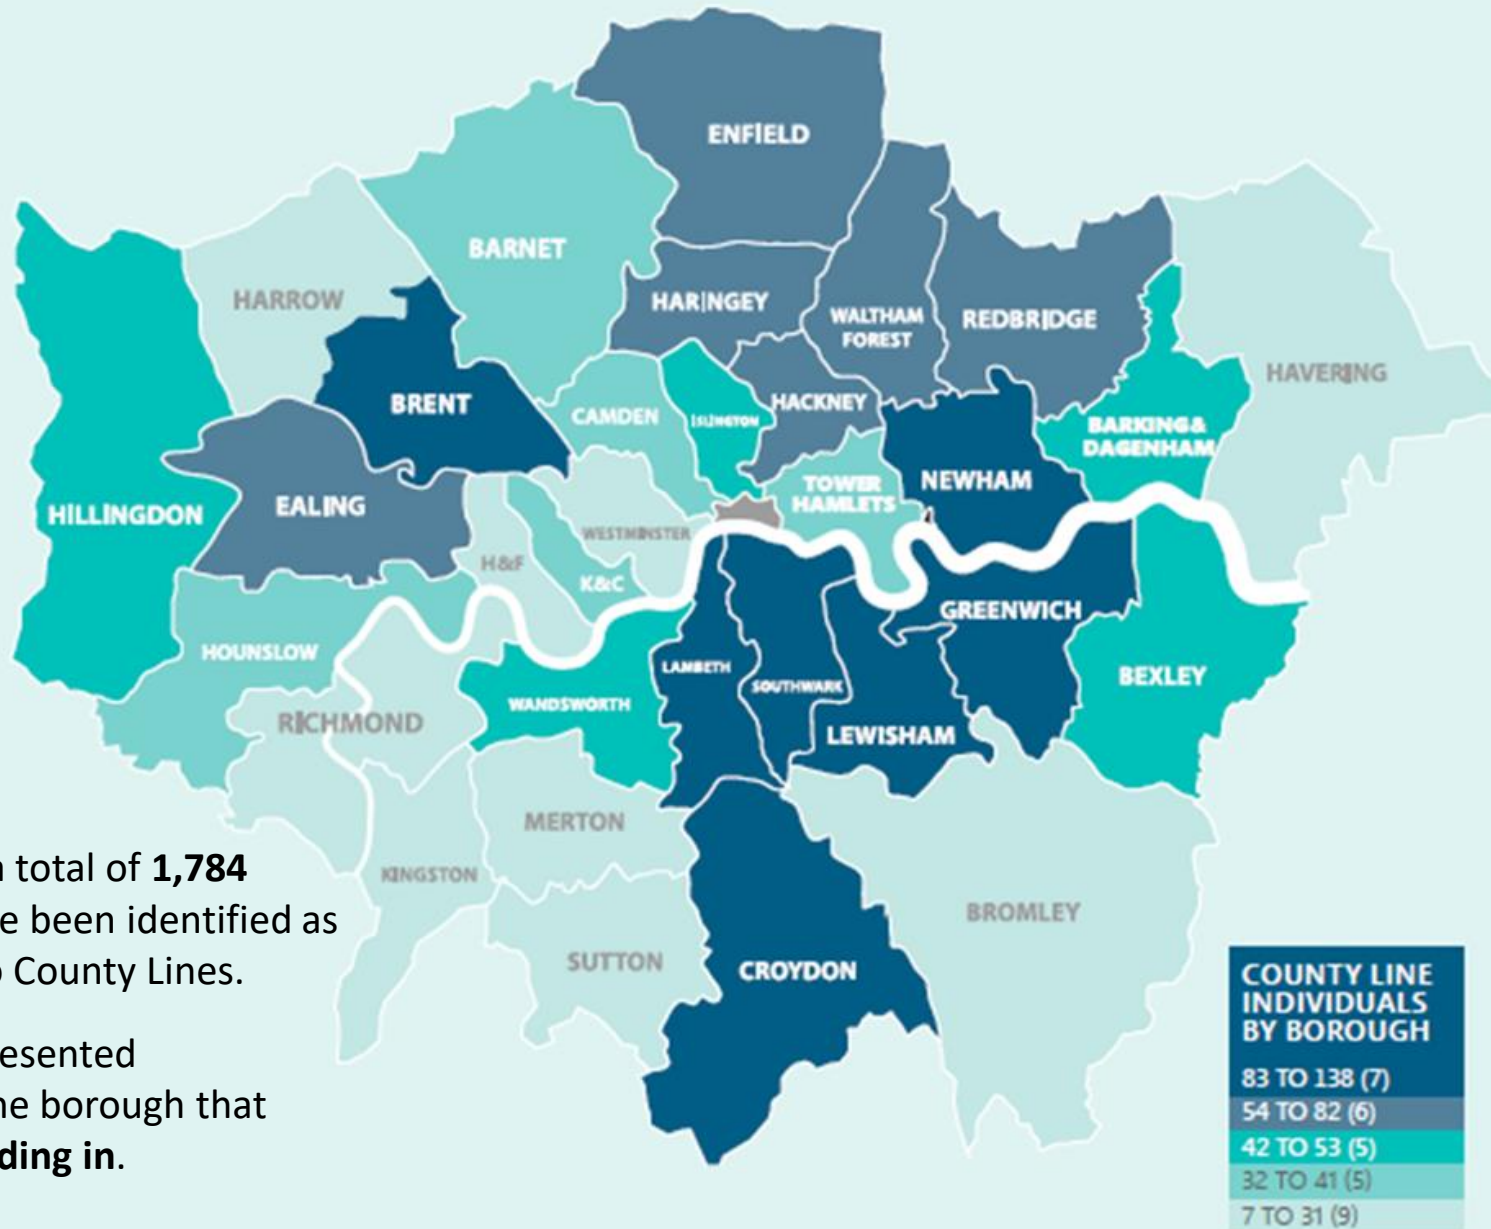 ENFIELD
BARNET
HARROW
HARINGEY
WALTHAM
FOREST
REDBRIDGE
HAVERING
BRENT
CAMDEN
ISLINGTON
HACKNEY
BARKING &
DAGENHAM
HILLINGDON
EALING
TOWER
HAMLETS
NEWHAM
WESTMINSTER
H&F
K&C
GREENWICH
HOUNSLOW
LAMBETH
SOUTHWARK
BEXLEY
RICHMOND
WANDSWORTH
LEWISHAM
MERTON
KINGSTON
BROMLEY
SUTTON
CROYDON
total of 1,784
been identified as
County Lines.
the borough that
in.
COUNTY LINE
INDIVIDUALS
BY BOROUGH
83 TO 138 (7)
54 TO 82 (6)
42 TO 53 (5)
32 TO 41 (5)
7 TO 31 (9)